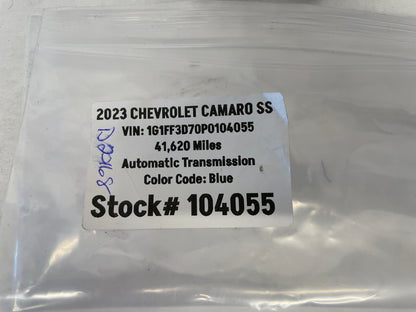 2023 CHEVROLET CAMARO SS
VIN: 1G1FF3D70P0104055
41,620 Miles
Automatic Transmission
Color Code: Blue
Stock# 104055